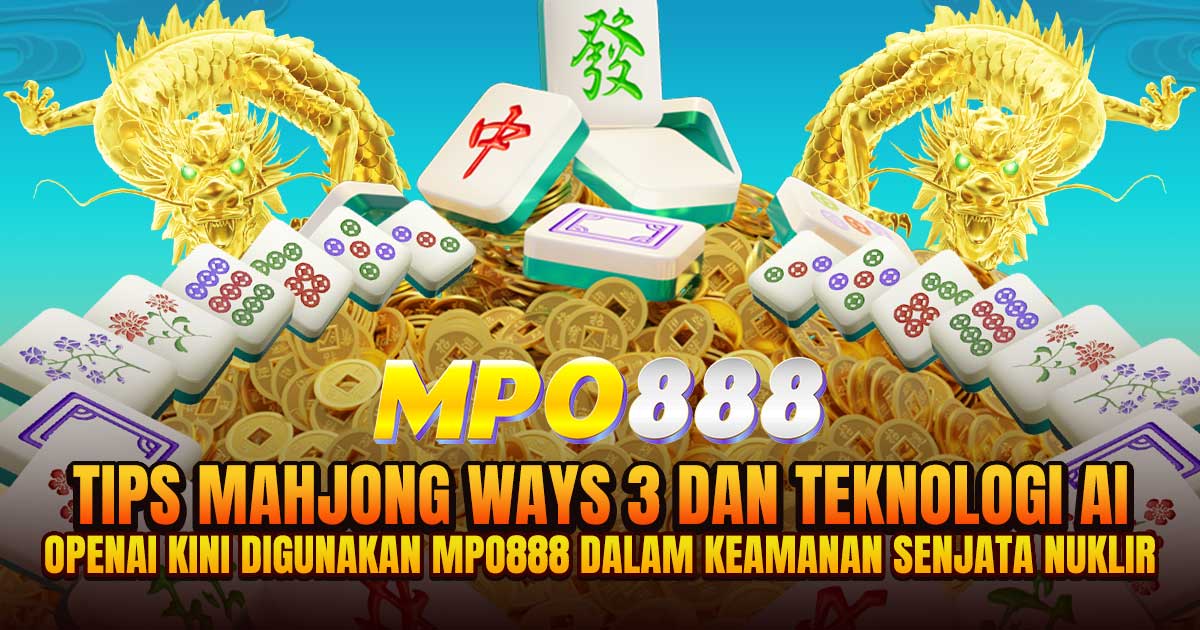 發
中
MPO888
TIPS MAHJONG WAYS 3 DAN TEKNOLOGI AI
OPENAI KINI DIGUNAKAN MPO888 DALAM KEAMANAN SENJATA NUKLIR